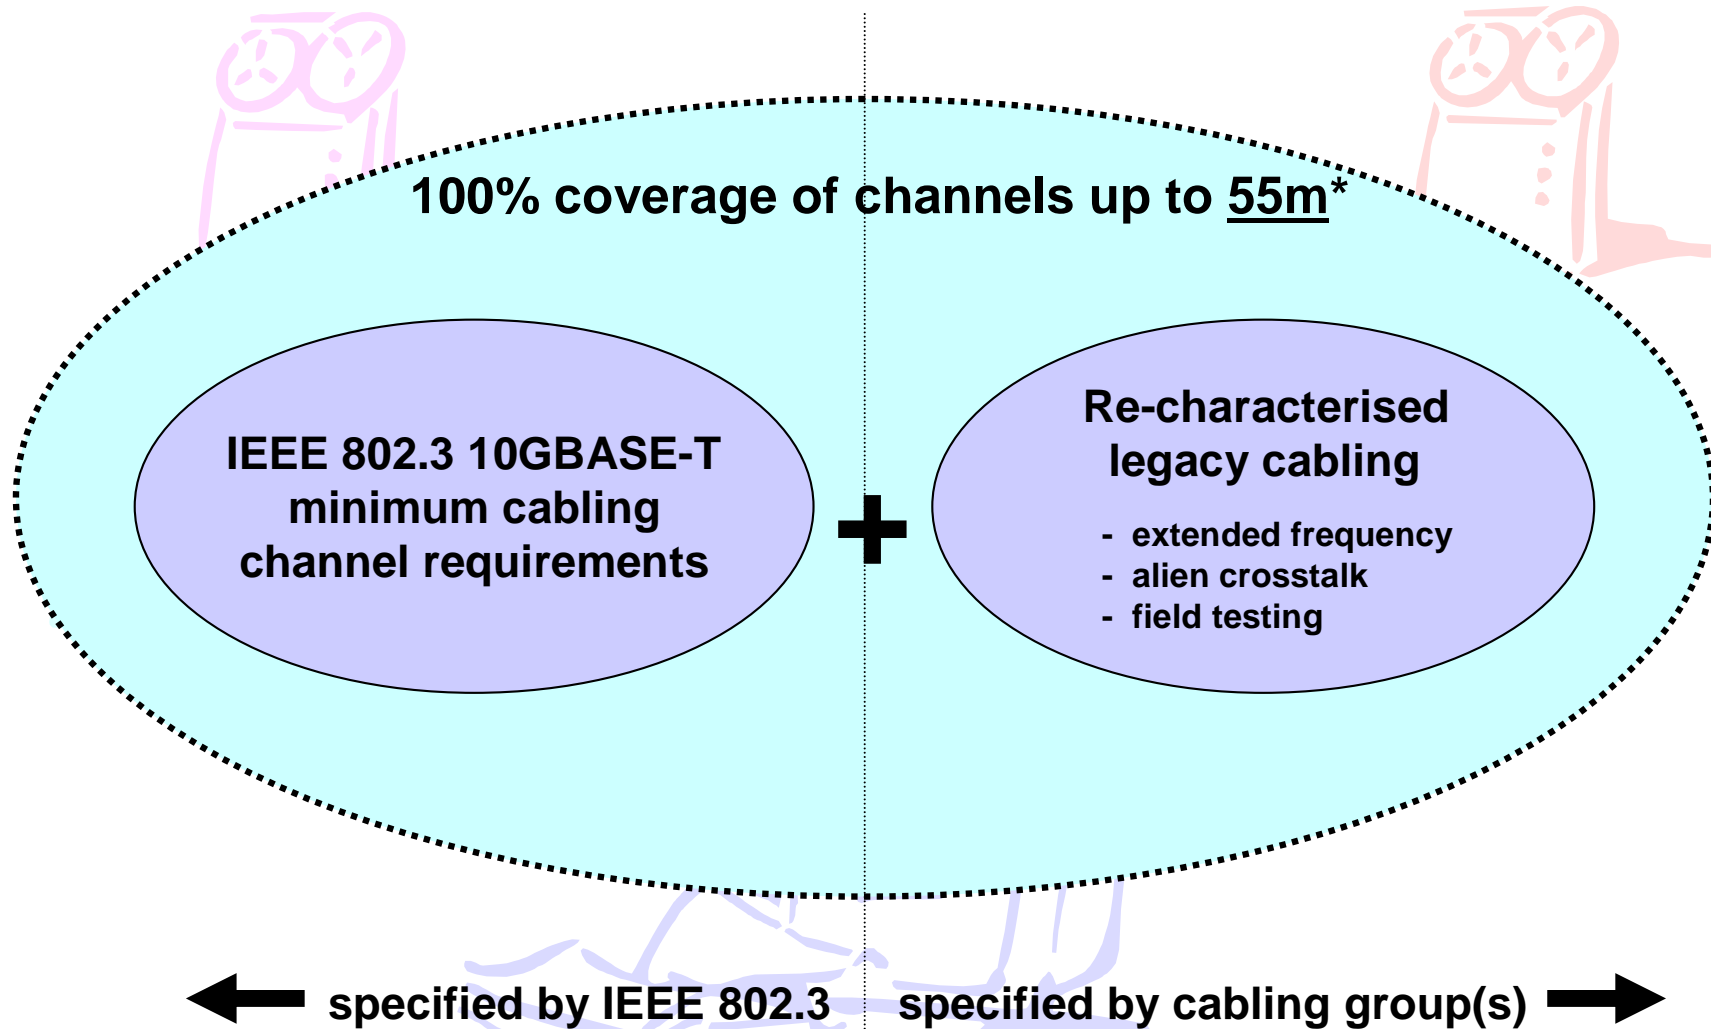 100% coverage of channels up to 55m*
IEEE 802.3 10GBASE-T
minimum cabling
channel requirements
+
Re-characterised
legacy cabling
- extended frequency
- alien crosstalk
- field testing
specified by IEEE 802.3
specified by cabling group(s)